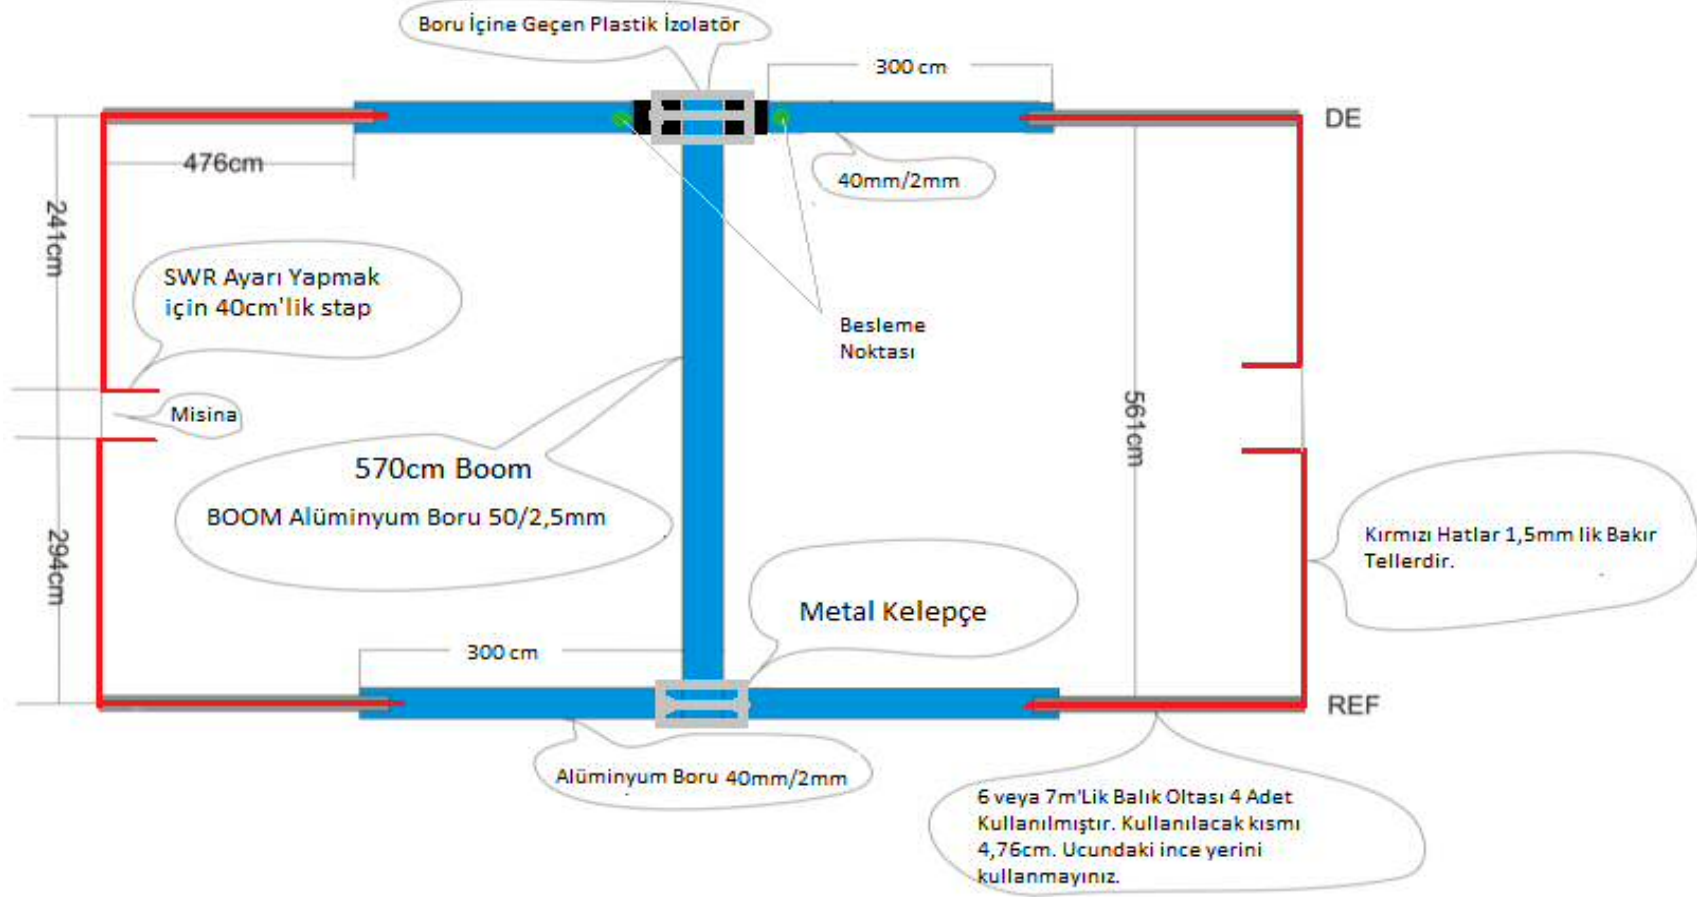 Boru İçine Geçen Plastik İzolatör
300 cm
DE
476cm
40mm/2mm
241cm
SWR Ayarı Yapmak
için 40cm'lik stap
Besleme
Noktası
Misina
561cm
570cm Boom
BOOM Alüminyum Boru 50/2,5mm
294cm
Kırmızı Hatlar 1,5mm lik Bakır
Tellerdir.
Metal Kelepçe
300 cm
REF
Alüminyum Boru 40mm/2mm
6 veya 7m'Lik Balık Oltası 4 Adet
Kullanılmıştır. Kullanılacak kısmı
4,76cm. Ucundaki ince yerini
kullanmayınız.